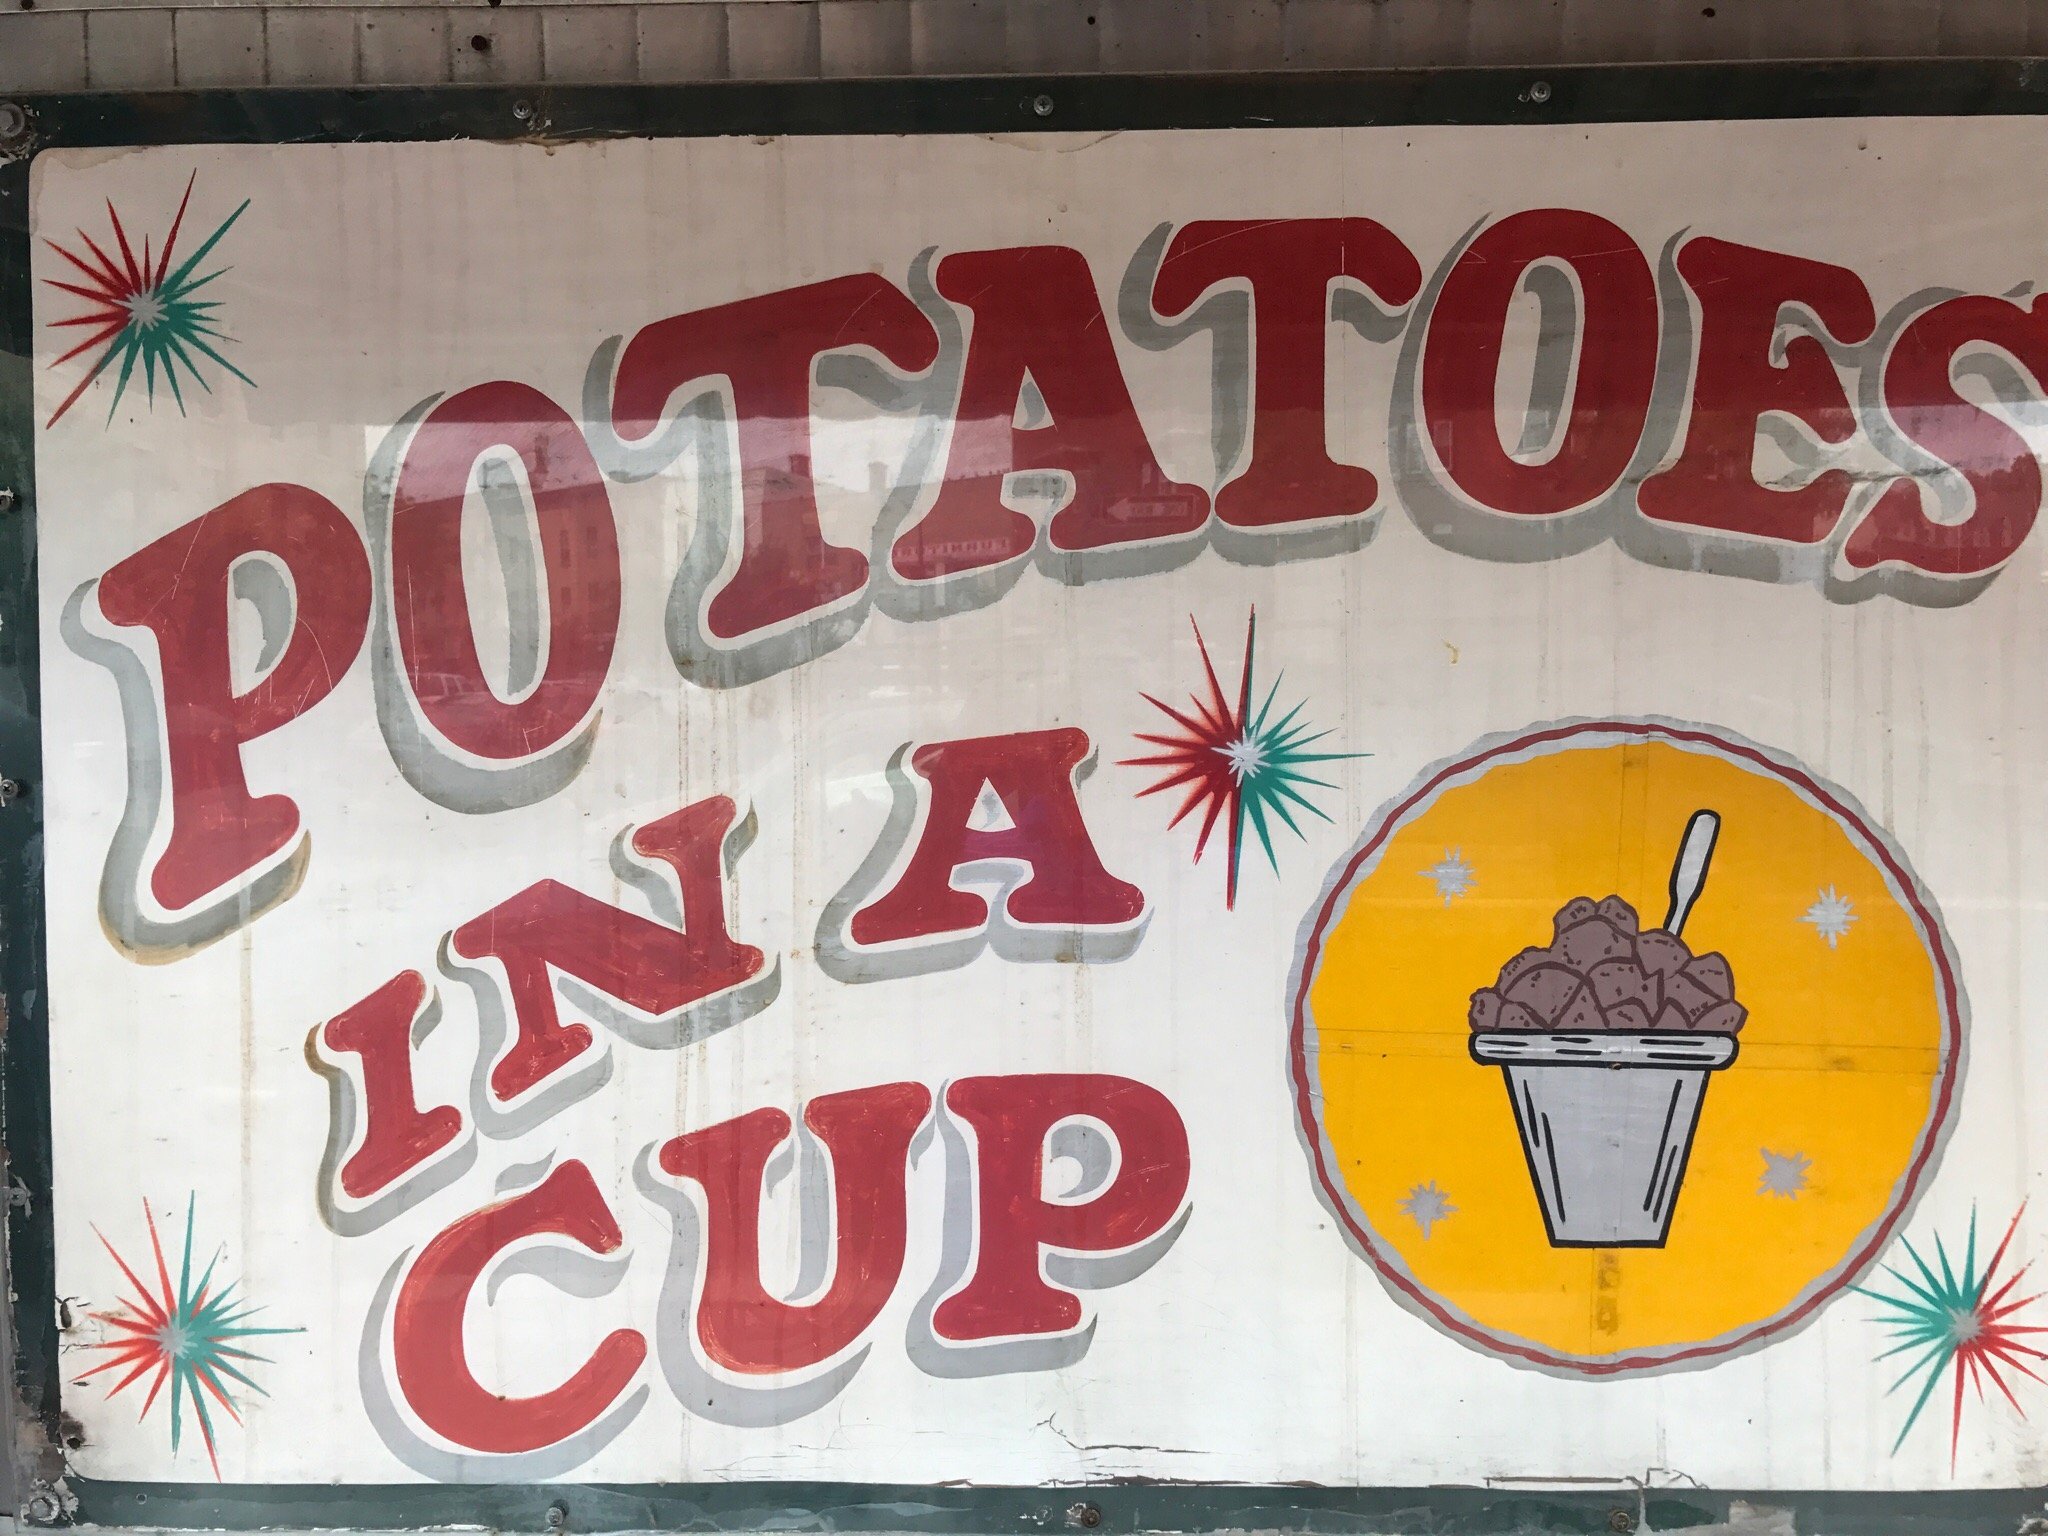 POTATOES
IN A
CUP